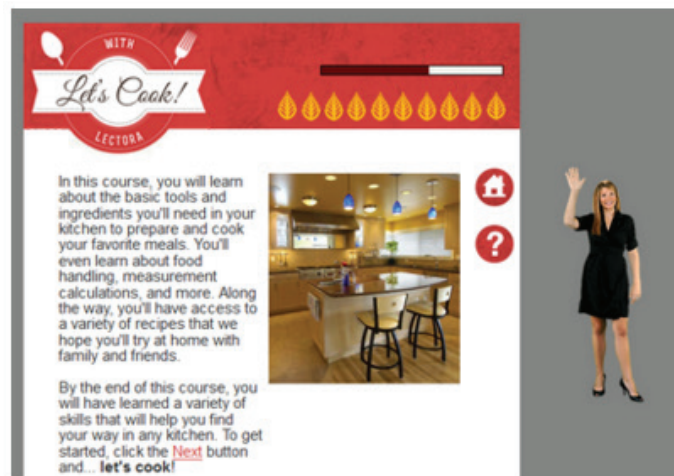 WITH
Let's Cook!
LECTORA
In this course, you will learn
about the basic tools and
ingredients you'll need in your
kitchen to prepare and cook
your favorite meals. You'll
even learn about food
handling, measurement
calculations, and more. Along
the way, you'll have access to
a variety of recipes that we
hope you'll try at home with
family and friends.
By the end of this course, you
will have learned a variety of
skills that will help you find
your way in any kitchen. To get
started, click the Next button
and... let's cook!
?